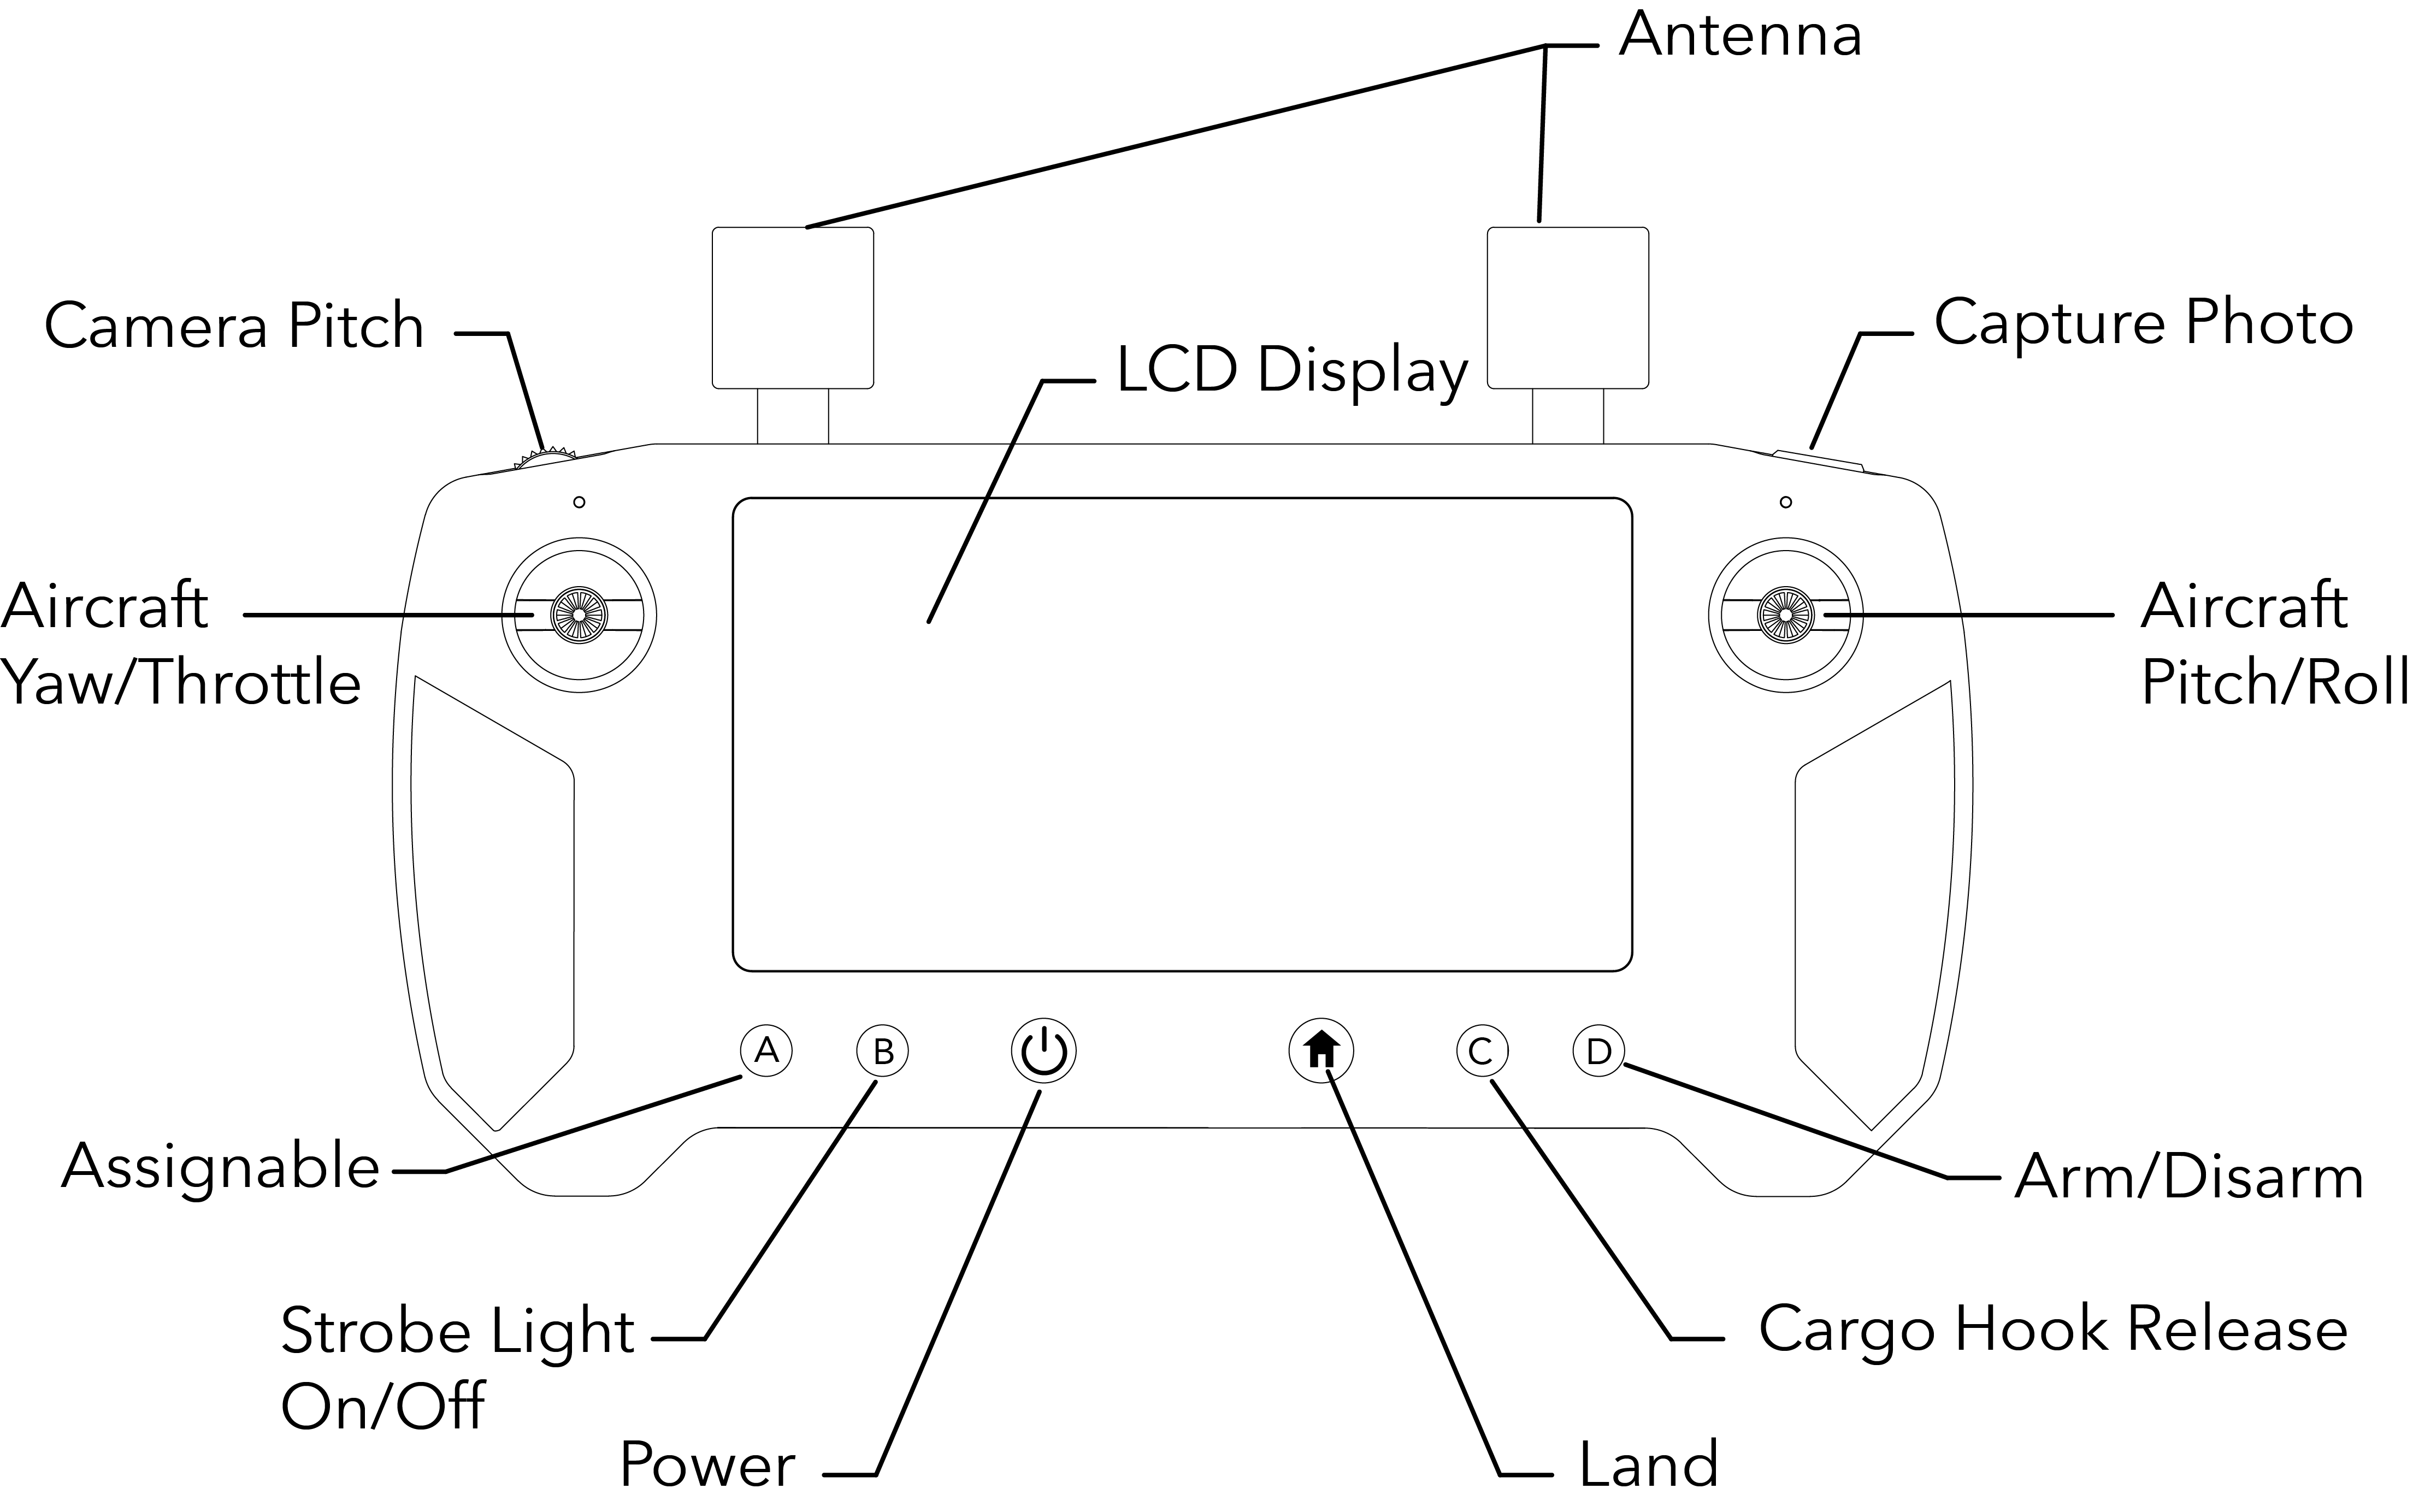 Antenna
Camera Pitch
Capture Photo
LCD Display
Aircraft
Yaw/Throttle
Aircraft
Pitch/Roll
A
B
C
D
Assignable
Arm/Disarm
Strobe Light
On/Off
Cargo Hook Release
Power
Land